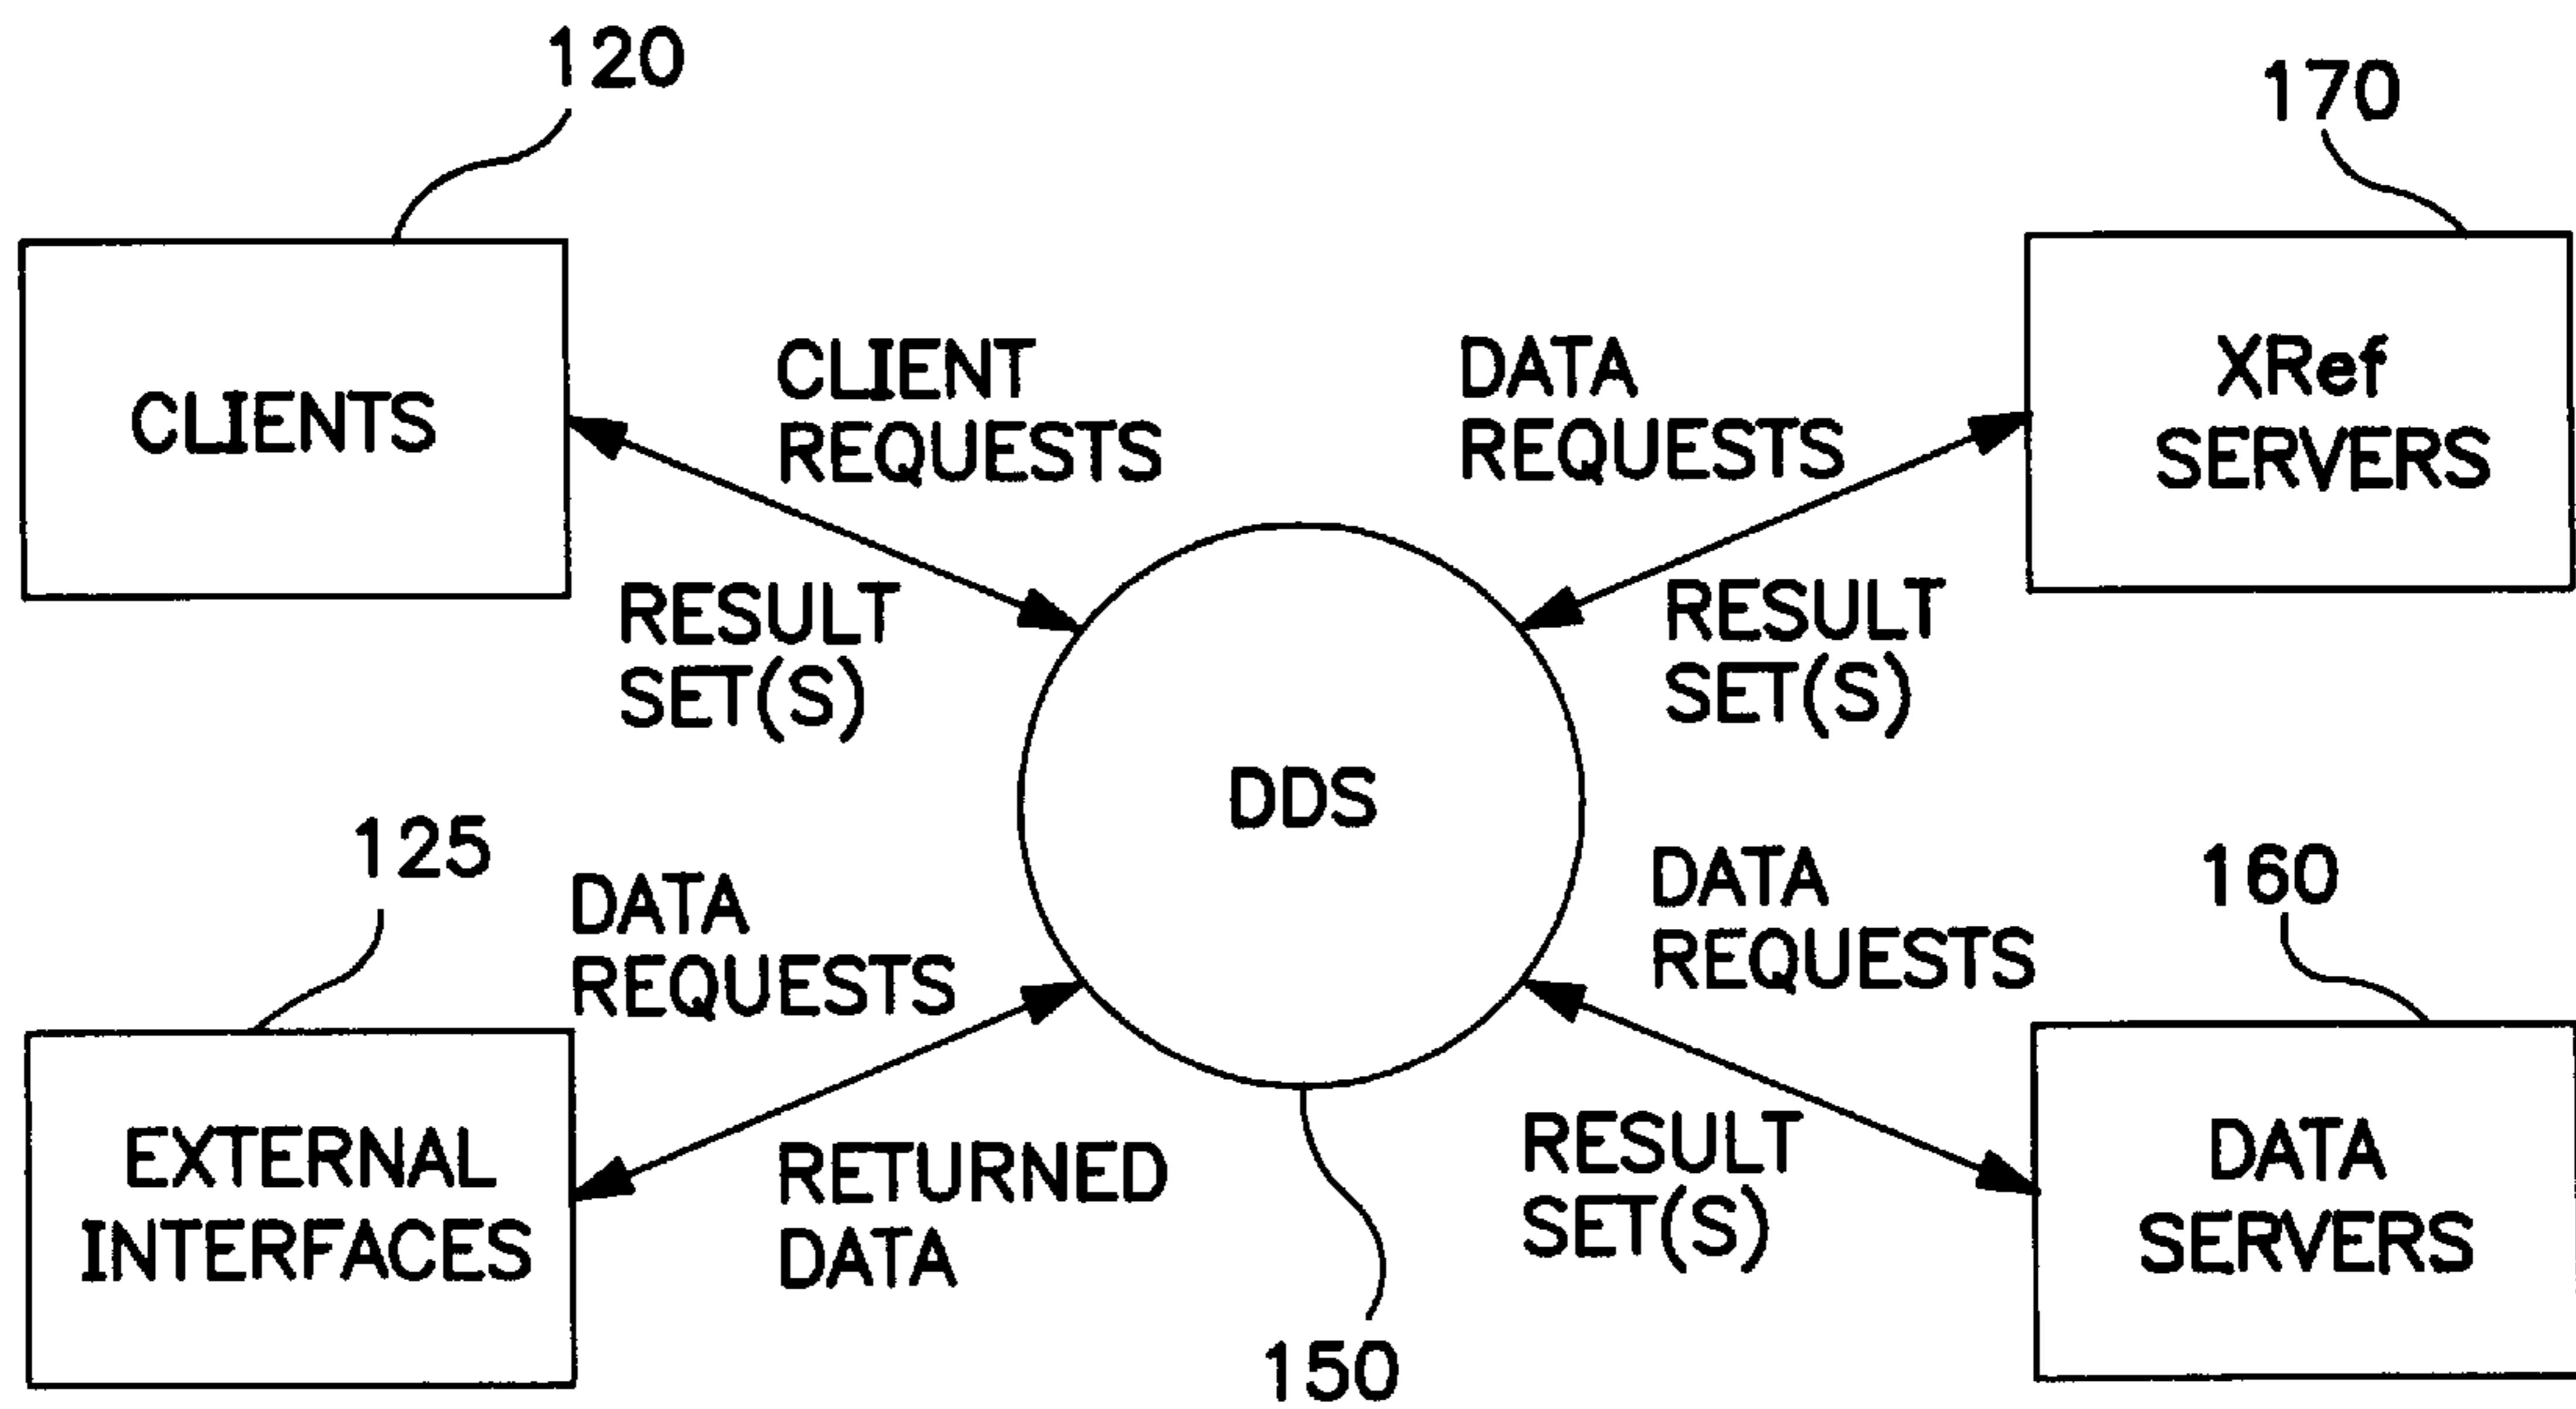 120
170
CLIENTS
CLIENT
REQUESTS
DATA
REQUESTS
XRef
SERVERS
RESULT
SET(S)
RESULT
SET(S)
DDS
125
DATA
REQUESTS
DATA
REQUESTS
160
EXTERNAL
INTERFACES
RETURNED
DATA
RESULT
SET(S)
DATA
SERVERS
150